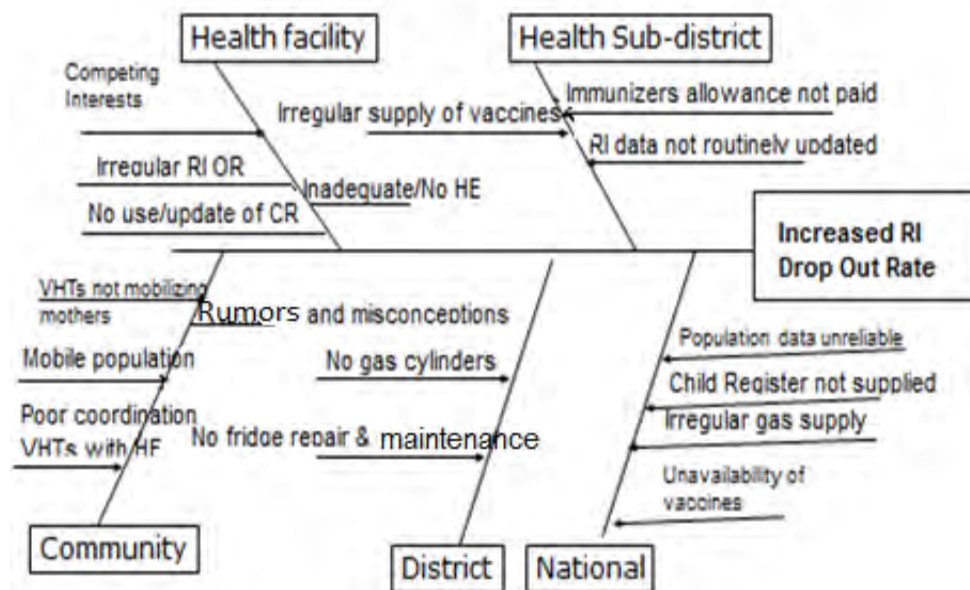 Health facility
Health Sub-district
Competing
Interests
Irregular supply of vaccines
Immunizers allowance not paid
Irregular RI OR
RI data not routinely updated
Inadequate/No HE
No use/update of CR
Increased RI
Drop Out Rate
VHTs not mobilizing
mothers
Rumors and misconceptions
Mobile population
No gas cylinders
Population data unreliable
Child Register not supplied
Poor coordination
VHTs with HF
No fridge repair & maintenance
Irregular gas supply
Unavailability of
vaccines
Community
District
National